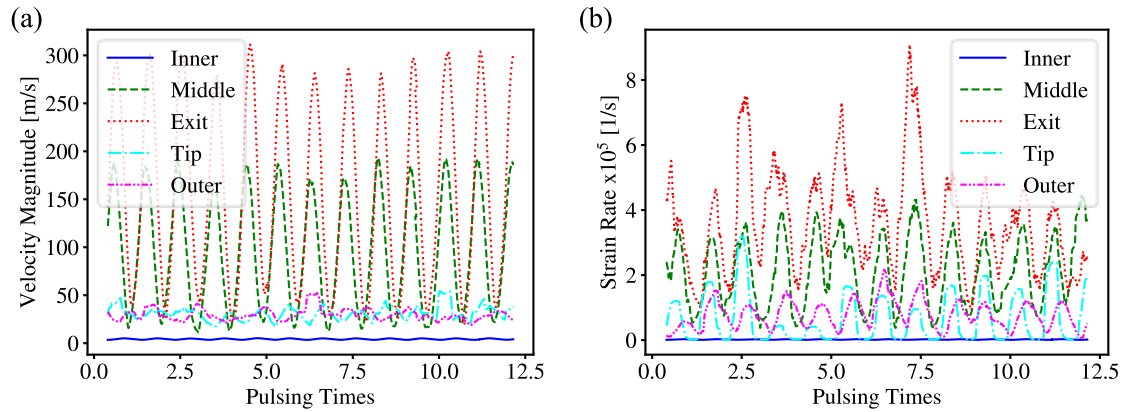 (a)
Velocity Magnitude [m/s]
300
250
200
150
100
50
0
Inner
Middle
Exit
Tip
Outer
0.0 2.5 5.0 7.5 10.0 12.5
Pulsing Times
(b)
Strain Rate x10⁵ [1/s]
8
6
4
2
0
Inner
Middle
Exit
Tip
Outer
0.0 2.5 5.0 7.5 10.0 12.5
Pulsing Times